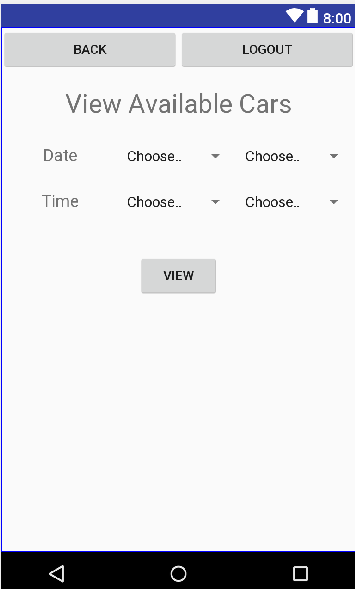 8:00
BACK LOGOUT
View Available Cars
Date Choose.. Choose..
Time Choose.. Choose..
VIEW